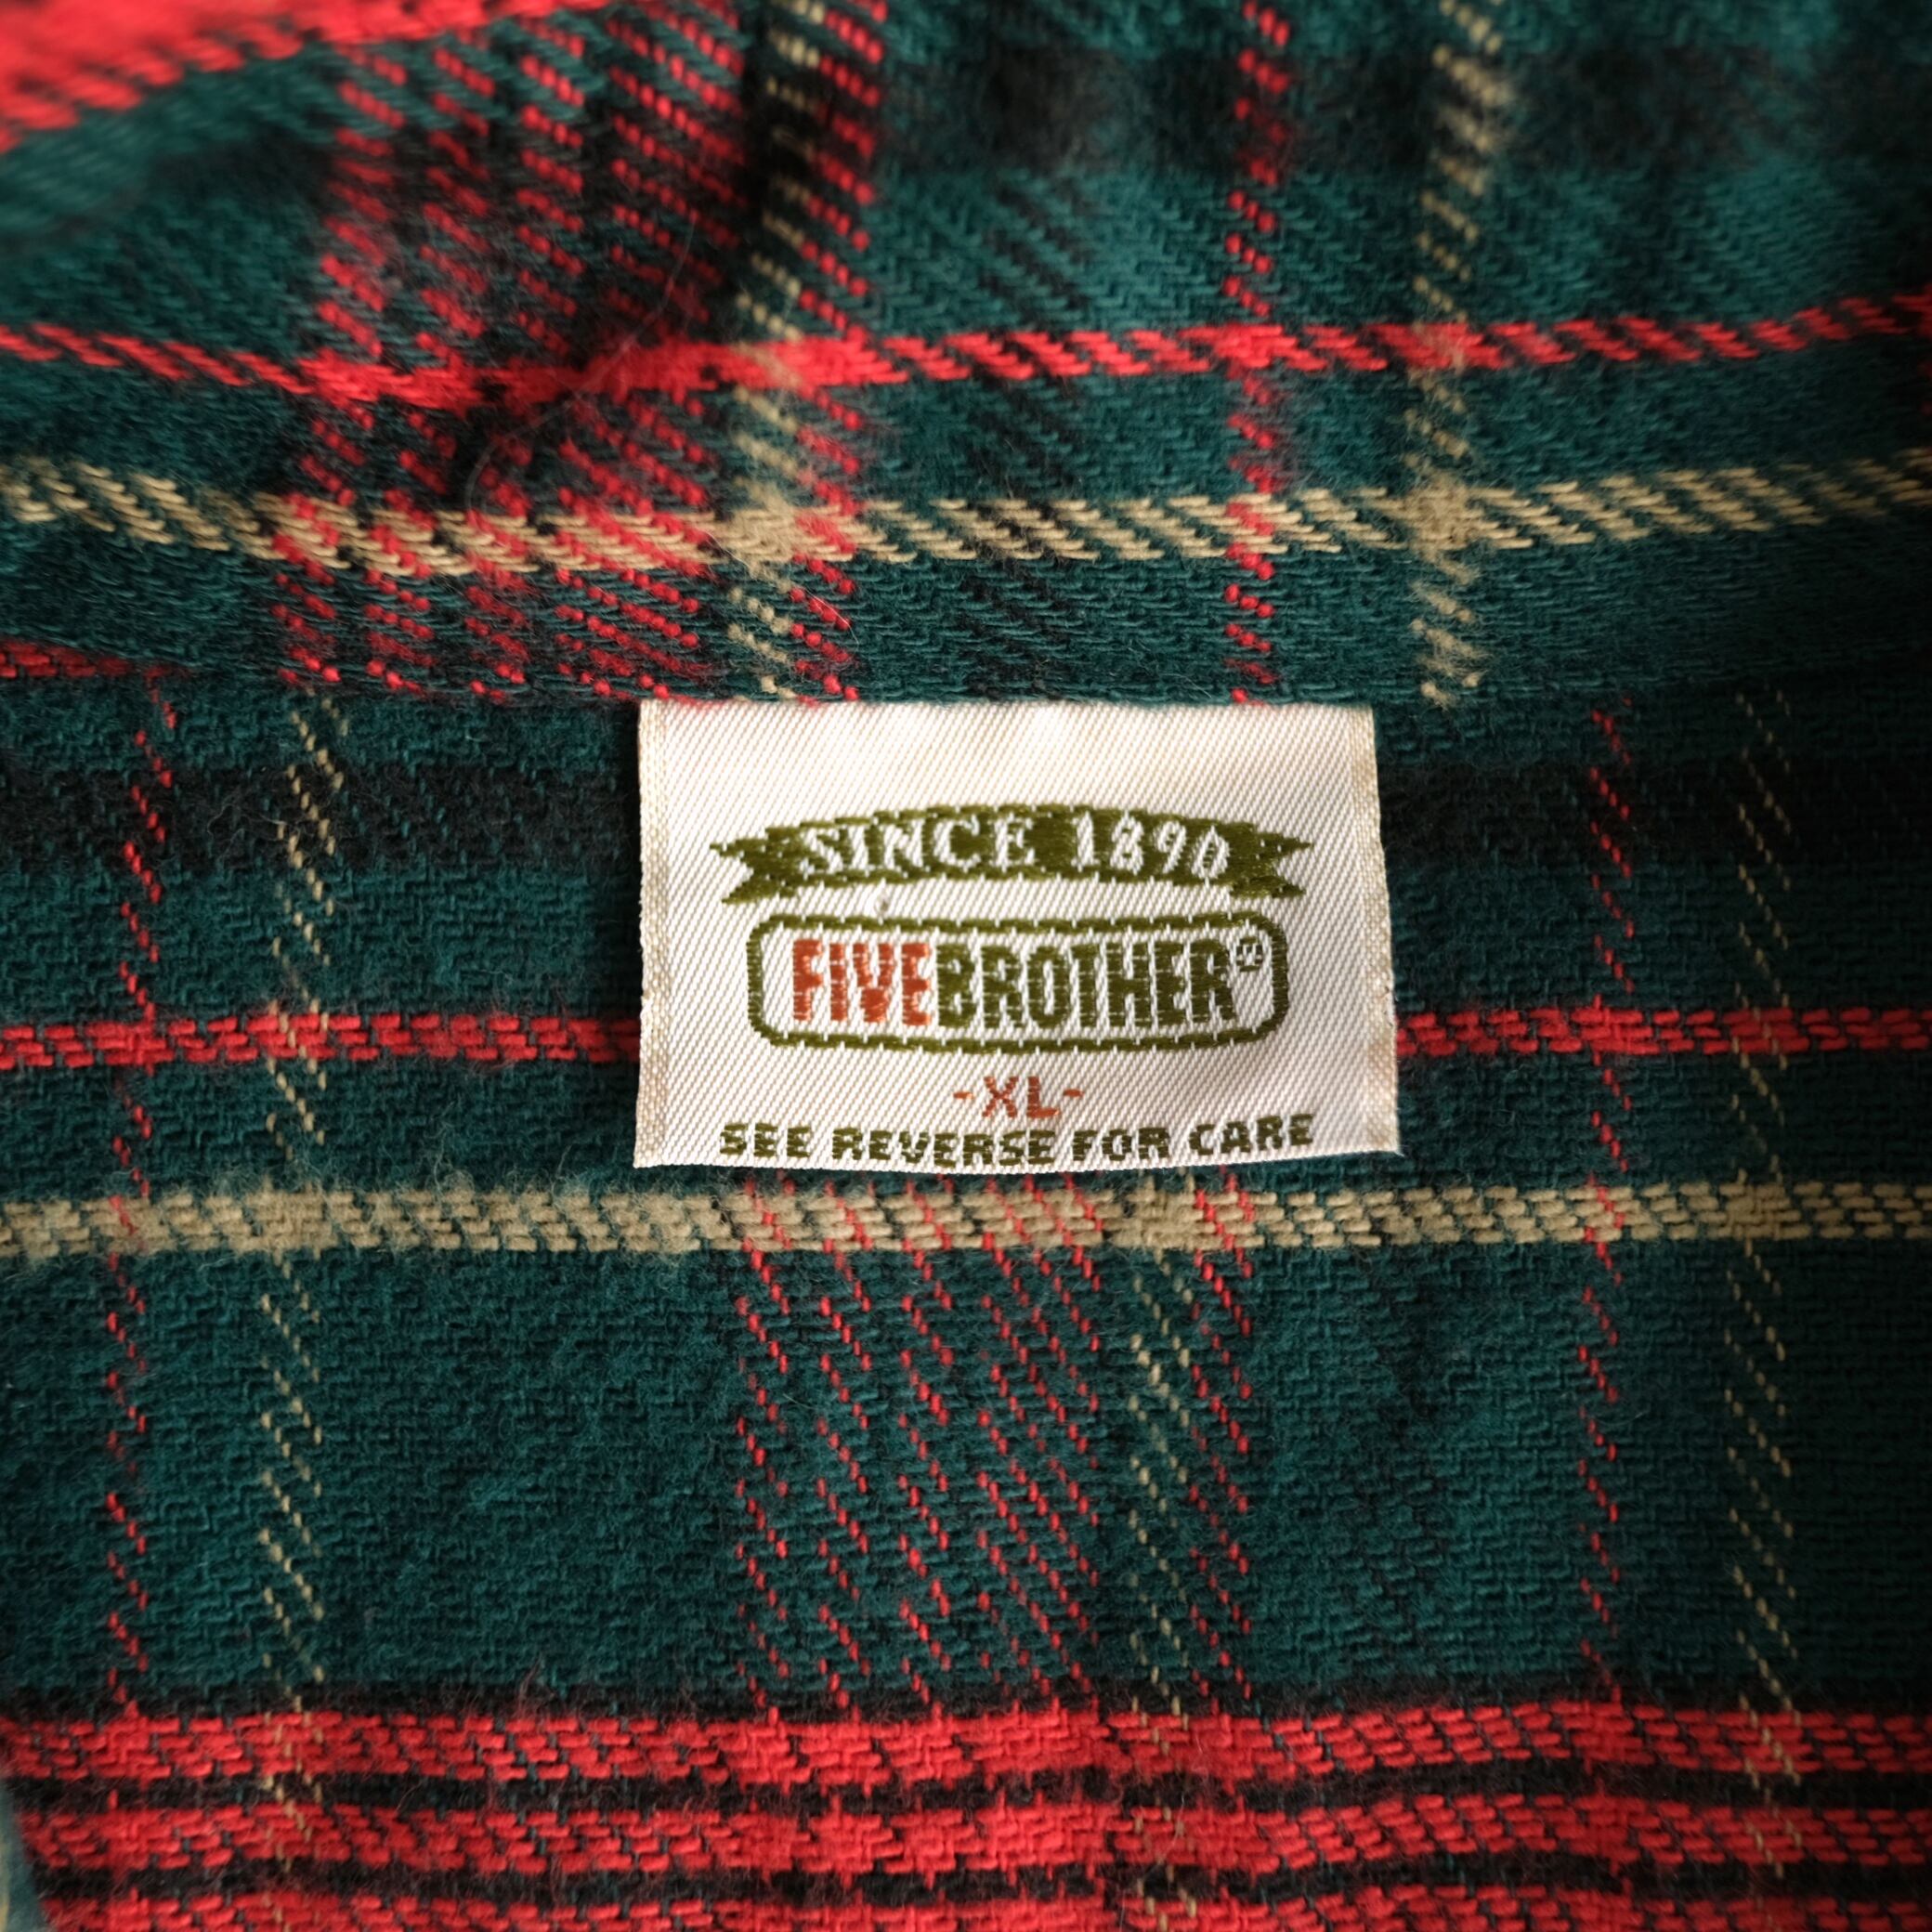 SINCE 1890
FIVEBROTHER®
-XL-
SEE REVERSE FOR CARE